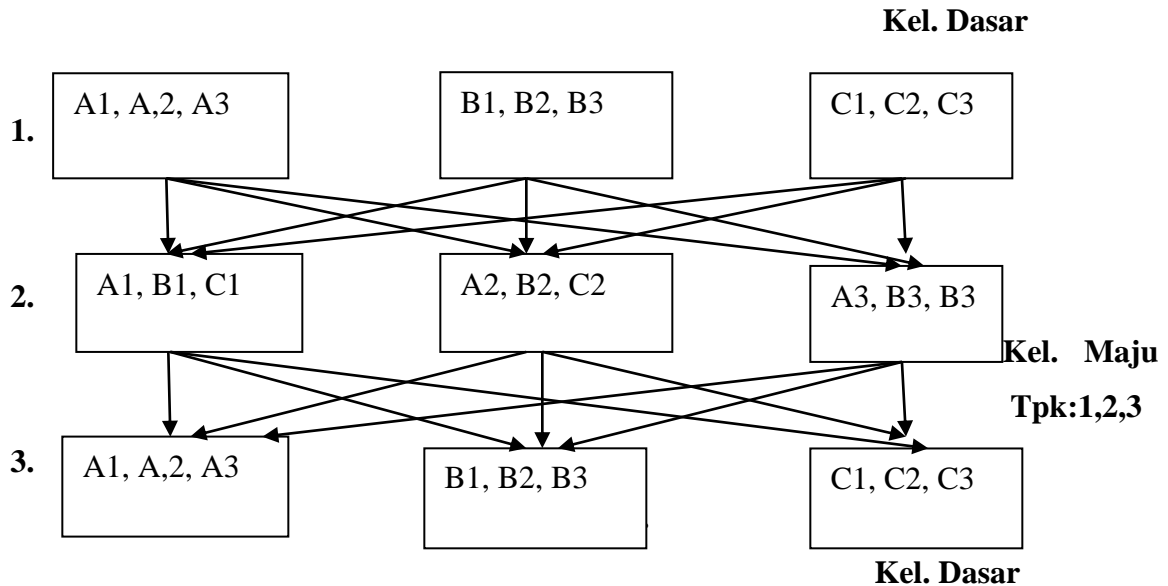 Kel. Dasar
1.
A1, A,2, A3
B1, B2, B3
C1, C2, C3
2.
A1, B1, C1
A2, B2, C2
A3, B3, B3
Kel. Maju
Tpk:1,2,3
3.
A1, A,2, A3
B1, B2, B3
C1, C2, C3
Kel. Dasar